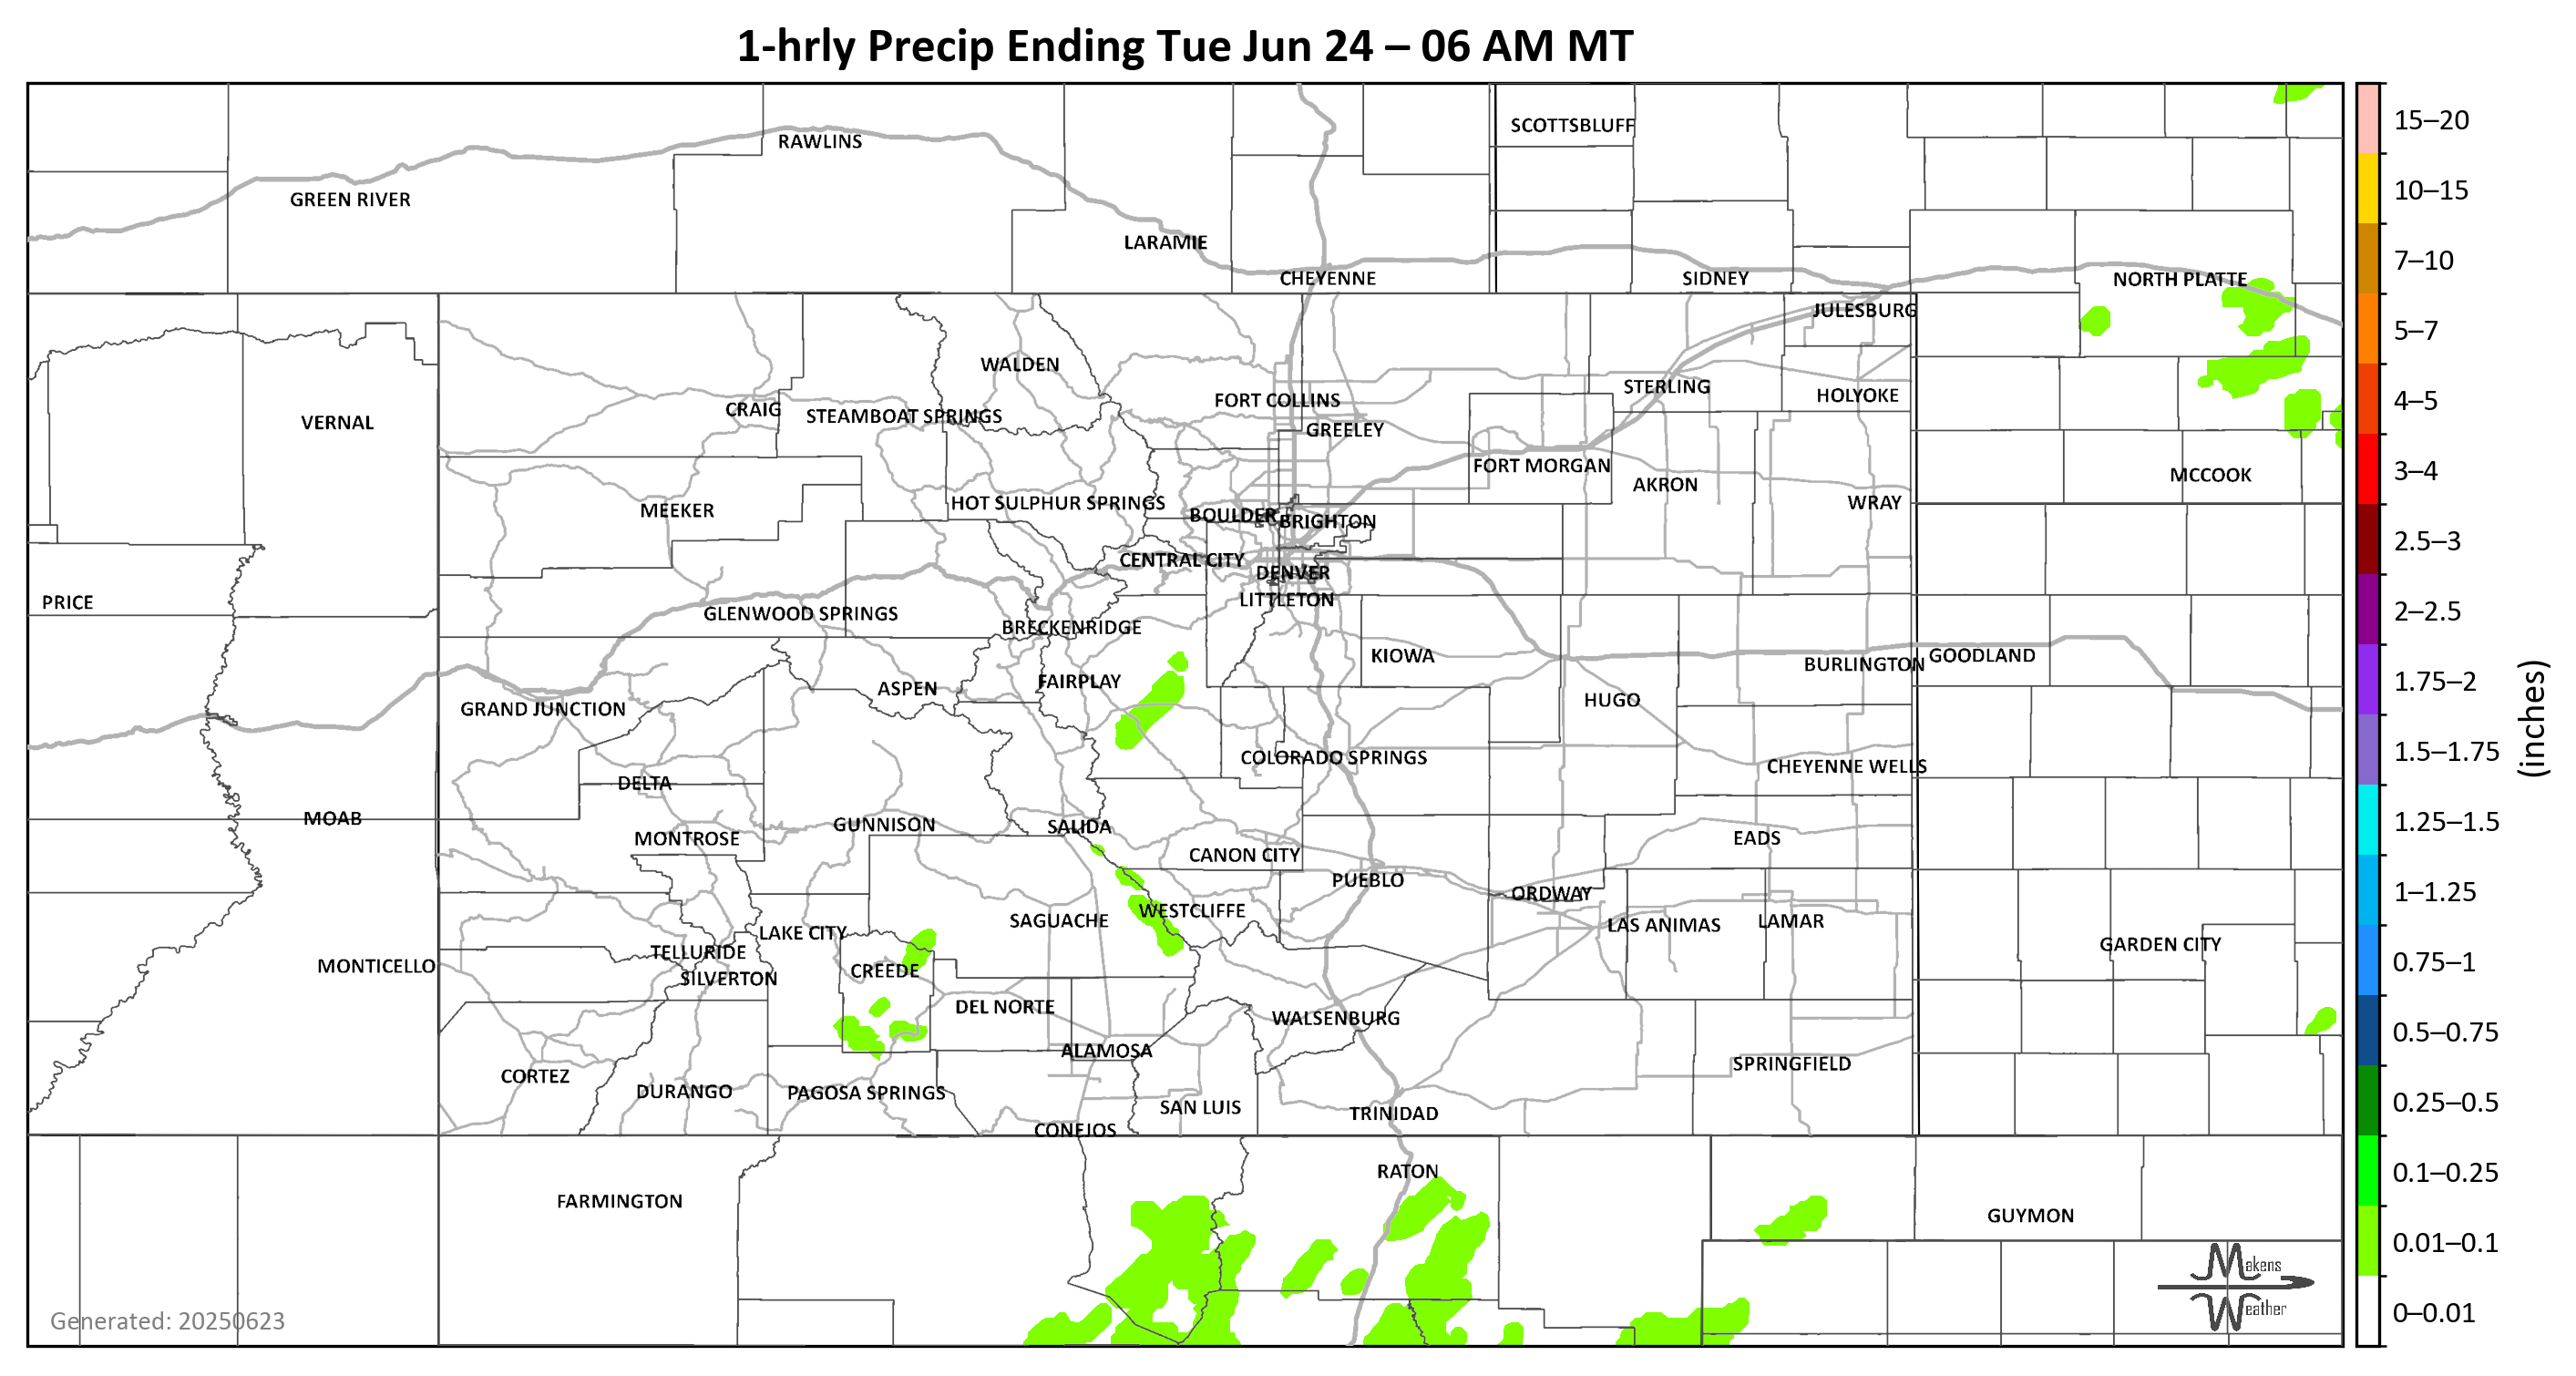 1-hrly Precip Ending Tue Jun 24 – 06 AM MT
SCOTTSBLUFF
15–20
RAWLINS
10–15
GREEN RIVER
LARAMIE
7–10
CHEYENNE
SIDNEY
NORTH PLATTE
JULESBURG
5–7
WALDEN
STERLING
HOLYOKE
FORT COLLINS
4–5
CRAIG
STEAMBOAT SPRINGS
VERNAL
GREELEY
FORT MORGAN
3–4
MCCOOK
AKRON
HOT SULPHUR SPRINGS
WRAY
MEEKER
BOULDER
BRIGHTON
2.5–3
CENTRAL CITY
DENVER
PRICE
LITTLETON
2–2.5
GLENWOOD SPRINGS
BRECKENRIDGE
KIOWA
GOODLAND
BURLINGTON
FAIRPLAY
1.75–2
ASPEN
HUGO
GRAND JUNCTION
(inches)
1.5–1.75
COLORADO SPRINGS
CHEYENNE WELLS
DELTA
MOAB
1.25–1.5
GUNNISON
SALIDA
MONTROSE
EADS
CANON CITY
PUEBLO
1–1.25
ORDWAY
WESTCLIFFE
SAGUACHE
LAS ANIMAS
LAMAR
LAKE CITY
GARDEN CITY
TELLURIDE
0.75–1
MONTICELLO
CREEDE
SILVERTON
DEL NORTE
WALSENBURG
0.5–0.75
ALAMOSA
SPRINGFIELD
CORTEZ
DURANGO
PAGOSA SPRINGS
0.25–0.5
SAN LUIS
TRINIDAD
CONEJOS
RATON
0.1–0.25
FARMINGTON
GUYMON
0.01–0.1
Makens
Weather
Generated: 20250623
0–0.01